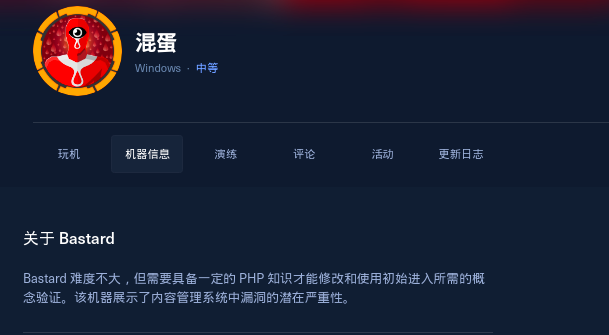 混蛋
Windows · 中等
玩机 机器信息 演练 评论 活动 更新日志
关于 Bastard
Bastard 难度不大，但需要具备一定的 PHP 知识才能修改和使用初始进入所需的概
念验证。该机器展示了内容管理系统中漏洞的潜在严重性。